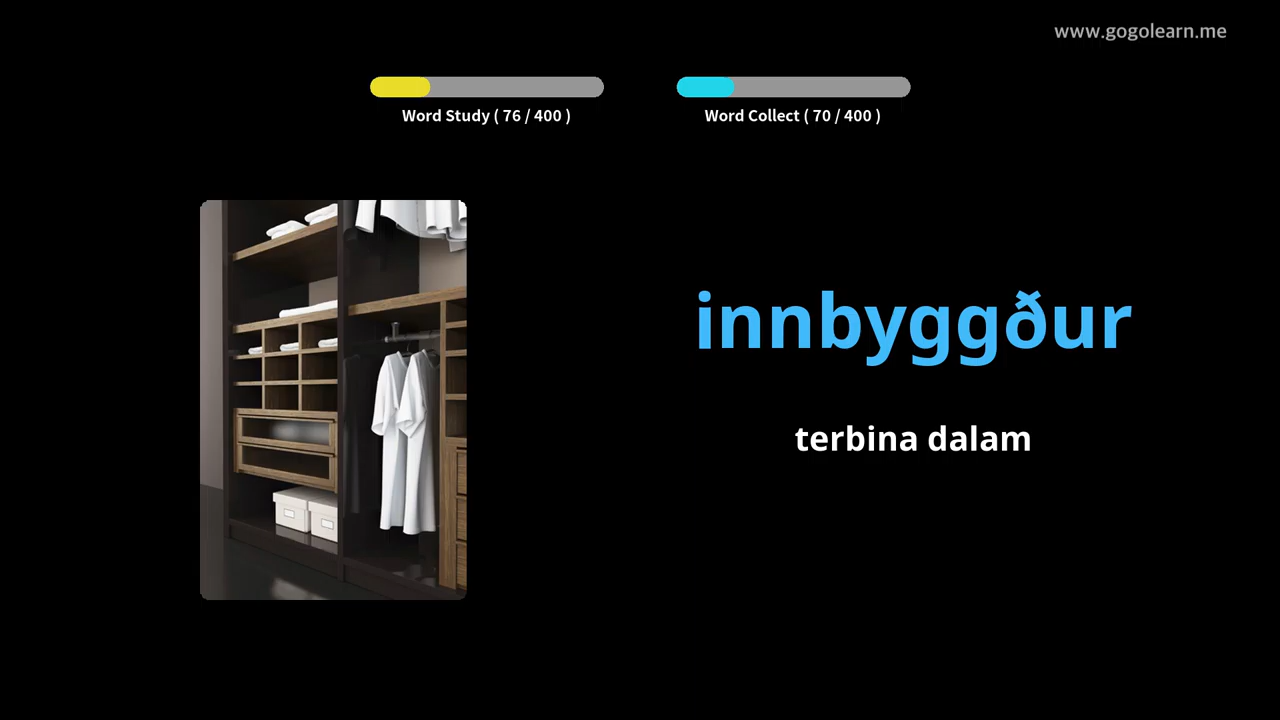 www.gogolearn.me
Word Study ( 76 / 400 )
Word Collect ( 70 / 400 )
innbyggður
terbina dalam